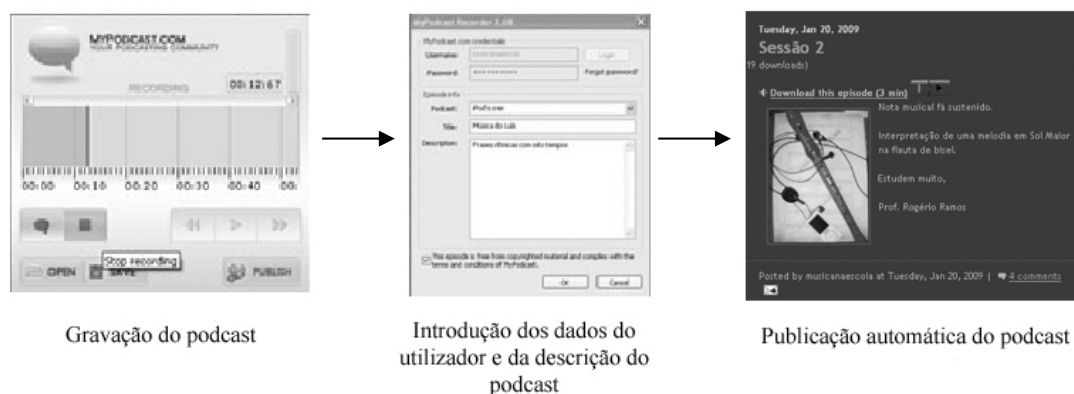 MYPODCAST.COM
YOUR PODCASTING COMMUNITY
RECORDING
00:12:67
00:00 00:10 00:20 00:30 00:40 00:
Stop recording
OPEN SAVE PUBLISH
Gravação do podcast
MyPodcast Recorder 2.08
MyPodcast.com credentials
Username: Login
Password: Forgot password?
Episode info
Podcast:
Title: Música do Luís
Description: Frases rítmicas com oito tempos
This episode is free from copyrighted material and complies with the
terms and conditions of MyPodcast.
OK Cancel
Introdução dos dados do
utilizador e da descrição do
podcast
Tuesday, Jan 20, 2009
Sessão 2
19 downloads)
Download this episode (3 min)
Nota musical fá sustenido.
Interpretação de uma melodia em Sol Maior
na flauta de bisel.
Estudem muito,
Prof. Rogério Ramos
Posted by musicanaescola at Tuesday, Jan 20, 2009 | 4 comments
Publicação automática do podcast